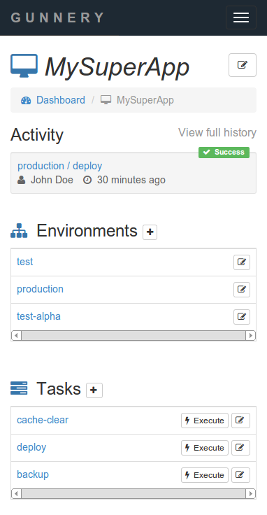 GUNNERY
MySuperApp
Dashboard / MySuperApp
Activity View full history
Success
production / deploy
John Doe 30 minutes ago
Environments
test
production
test-alpha
Tasks
cache-clear Execute
deploy Execute
backup Execute